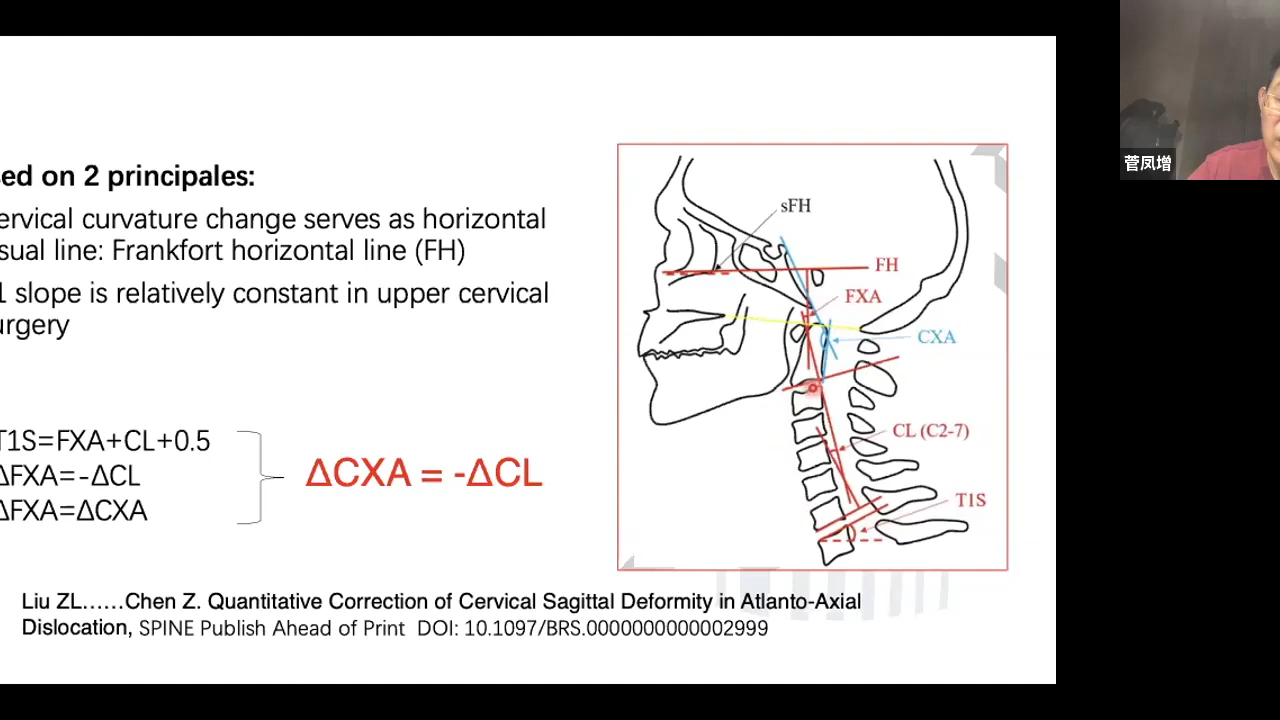 ed on 2 principales:
ervical curvature change serves as horizontal
sual line: Frankfort horizontal line (FH)
1 slope is relatively constant in upper cervical
urgery
T1S=FXA+CL+0.5
ΔFXA=-ΔCL
ΔFXA=ΔCXA
ΔCXA = -ΔCL
sFH
FH
FXA
CXA
CL (C2-7)
T1S
Liu ZL……Chen Z. Quantitative Correction of Cervical Sagittal Deformity in Atlanto-Axial
Dislocation, SPINE Publish Ahead of Print DOI: 10.1097/BRS.0000000000002999
菅凤增